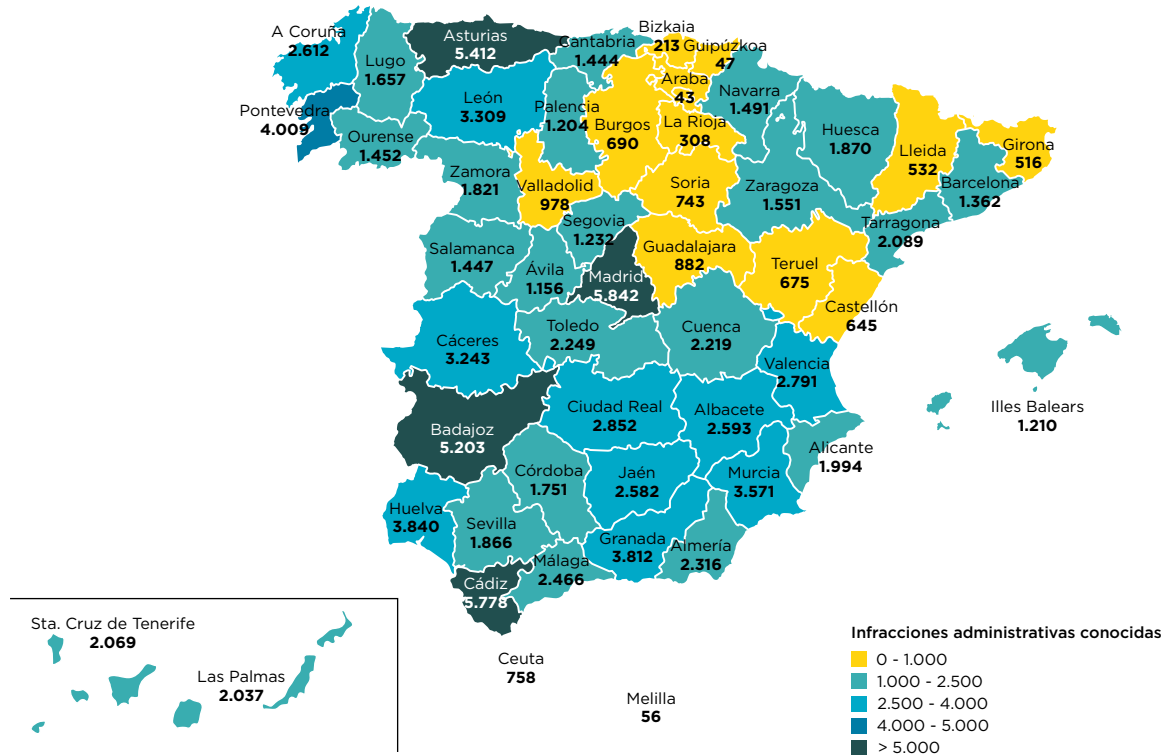 Bizkaia
213
A Coruña
2.612
Asturias
5.412
Cantabria
1.444
Guipúzkoa
47
Lugo
1.657
Araba
43
Navarra
1.491
León
3.309
Palencia
1.204
Pontevedra
4.009
Burgos
690
La Rioja
308
Huesca
1.870
Ourense
1.452
Lleida
532
Girona
516
Zamora
1.821
Valladolid
978
Soria
743
Zaragoza
1.551
Barcelona
1.362
Segovia
1.232
Tarragona
2.089
Salamanca
1.447
Ávila
1.156
Madrid
5.842
Guadalajara
882
Teruel
675
Castellón
645
Cáceres
3.243
Toledo
2.249
Cuenca
2.219
Valencia
2.791
Illes Balears
1.210
Badajoz
5.203
Ciudad Real
2.852
Albacete
2.593
Alicante
1.994
Córdoba
1.751
Jaén
2.582
Murcia
3.571
Huelva
3.840
Sevilla
1.866
Granada
3.812
Almería
2.316
Málaga
2.466
Cádiz
5.778
Sta. Cruz de Tenerife
2.069
Las Palmas
2.037
Ceuta
758
Melilla
56
Infracciones administrativas conocidas
0 - 1.000
1.000 - 2.500
2.500 - 4.000
4.000 - 5.000
> 5.000